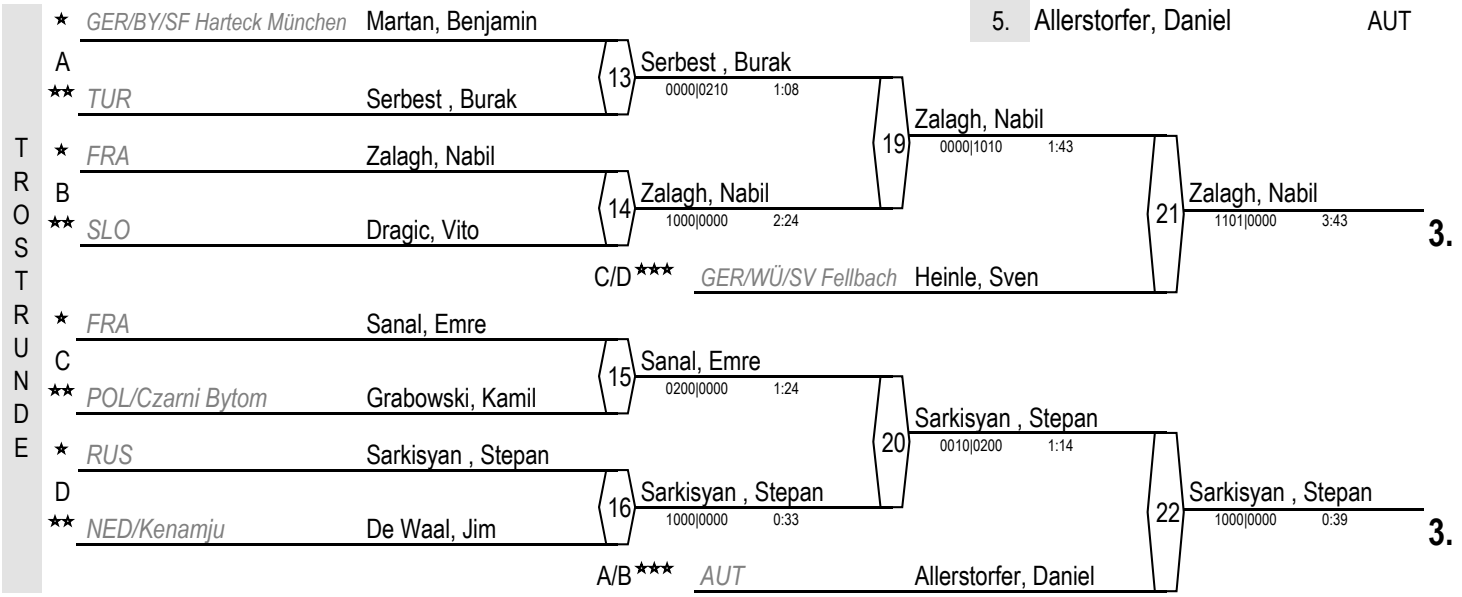 ★ GER/BY/SF Harteck München Martan, Benjamin
5. Allerstorfer, Daniel AUT
A
13 Serbest , Burak
0000|0210 1:08
★★ TUR Serbest , Burak
19 Zalagh, Nabil
0000|1010 1:43
★ FRA Zalagh, Nabil
B
14 Zalagh, Nabil
1000|0000 2:24
★★ SLO Dragic, Vito
21 Zalagh, Nabil
1101|0000 3:43
3.
C/D ★★★ GER/WÜ/SV Fellbach Heinle, Sven
TROSTRUNDE
★ FRA Sanal, Emre
C
15 Sanal, Emre
0200|0000 1:24
★★ POL/Czarni Bytom Grabowski, Kamil
20 Sarkisyan , Stepan
0010|0200 1:14
★ RUS Sarkisyan , Stepan
D
16 Sarkisyan , Stepan
1000|0000 0:33
★★ NED/Kenamju De Waal, Jim
22 Sarkisyan , Stepan
1000|0000 0:39
3.
A/B ★★★ AUT Allerstorfer, Daniel